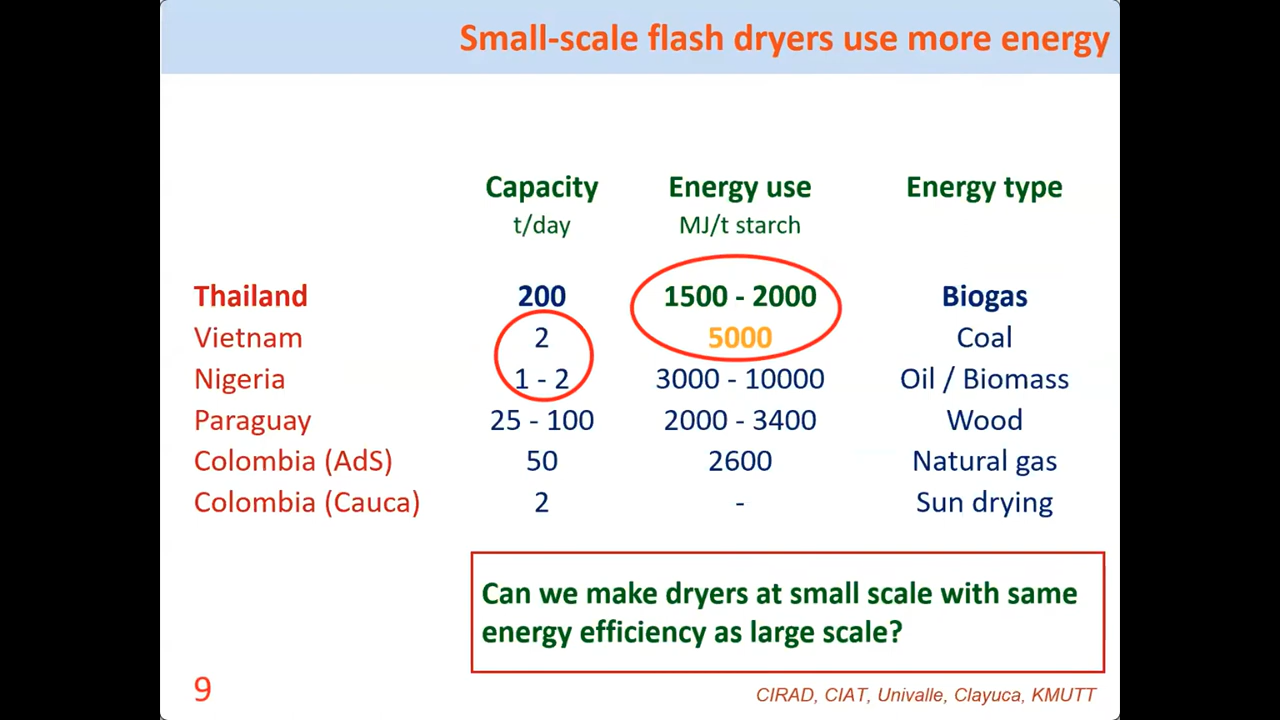 Small-scale flash dryers use more energy
Capacity Energy use Energy type
t/day MJ/t starch
Thailand 200 1500 - 2000 Biogas
Vietnam 2 5000 Coal
Nigeria 1 - 2 3000 - 10000 Oil / Biomass
Paraguay 25 - 100 2000 - 3400 Wood
Colombia (AdS) 50 2600 Natural gas
Colombia (Cauca) 2 - Sun drying
Can we make dryers at small scale with same
energy efficiency as large scale?
9 CIRAD, CIAT, Univalle, Clayuca, KMUTT